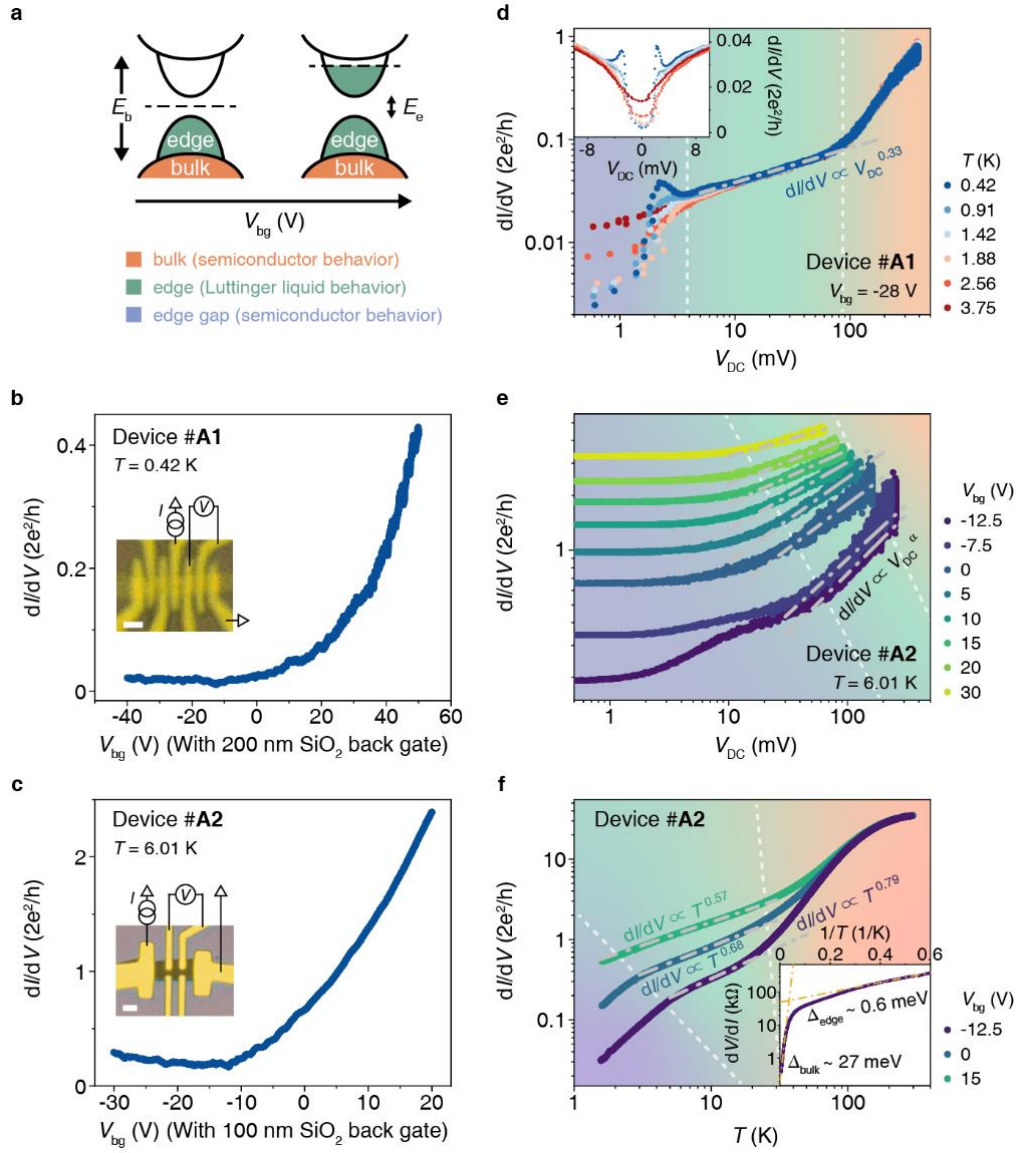 a
E_b
E_e
edge
bulk
edge
bulk
V_bg (V)
bulk (semiconductor behavior)
edge (Luttinger liquid behavior)
edge gap (semiconductor behavior)
b
Device #A1
T = 0.42 K
I
V
dI/dV (2e²/h)
0.4
0.2
0
-40 -20 0 20 40 60
V_bg (V) (With 200 nm SiO₂ back gate)
c
Device #A2
T = 6.01 K
I
V
dI/dV (2e²/h)
2
1
0
-30 -20 -10 0 10 20
V_bg (V) (With 100 nm SiO₂ back gate)
d
dI/dV (2e²/h)
1
0.1
0.01
0.04
0.02
0
dI/dV (2e²/h)
-8 0 8
V_DC (mV)
dI/dV ∝ V_DC^0.33
Device #A1
V_bg = -28 V
1 10 100
V_DC (mV)
T (K)
0.42
0.91
1.42
1.88
2.56
3.75
e
dI/dV (2e²/h)
1
dI/dV ∝ V_DC^α
Device #A2
T = 6.01 K
1 10 100
V_DC (mV)
V_bg (V)
-12.5
-7.5
0
5
10
15
20
30
f
Device #A2
dI/dV (2e²/h)
10
1
0.1
dI/dV ∝ T^0.57
dI/dV ∝ T^0.68
dI/dV ∝ T^0.79
1/T (1/K)
0 0.2 0.4 0.6
dV/dI (kΩ)
100
10
1
Δ_edge ~ 0.6 meV
Δ_bulk ~ 27 meV
1 10 100
T (K)
V_bg (V)
-12.5
0
15